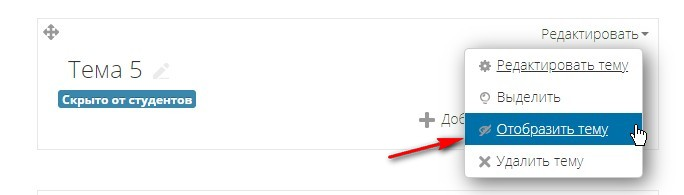 Редактировать
Тема 5
Редактировать тему
Скрыто от студентов
Выделить
Отобразить тему
Удалить тему